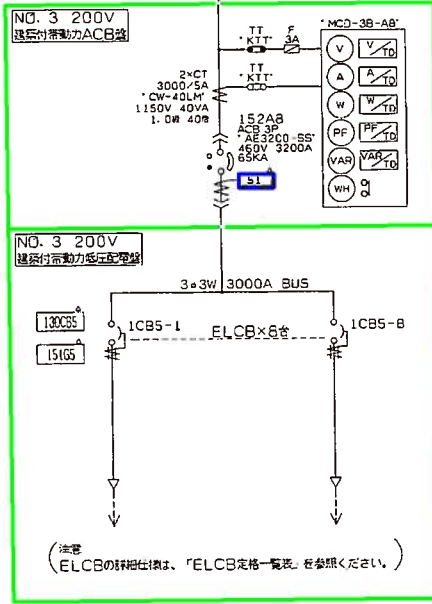 NO. 3 200V
建築付帯動力ACB盤
TT
"KTT"
F
3A
"MCD-3B-A8"
V
V/TD
TT
"KTT"
A
A/TD
2×CT
3000/5A
"CW-40LM"
1150V 40VA
1.0級 40倍
W
W/TD
152A8
ACB 3P
"AE3200-SS"
460V 3200A
65KA
PF
PF/TD
VAR
VAR/TD
WH
51
NO. 3 200V
建築付帯動力低圧配電盤
3φ3W 3000A BUS
130CB5
1CB5-1
ELCB×8台
1CB5-8
151G5
注意
ELCBの詳細仕様は、「ELCB定格一覧表」を参照ください。